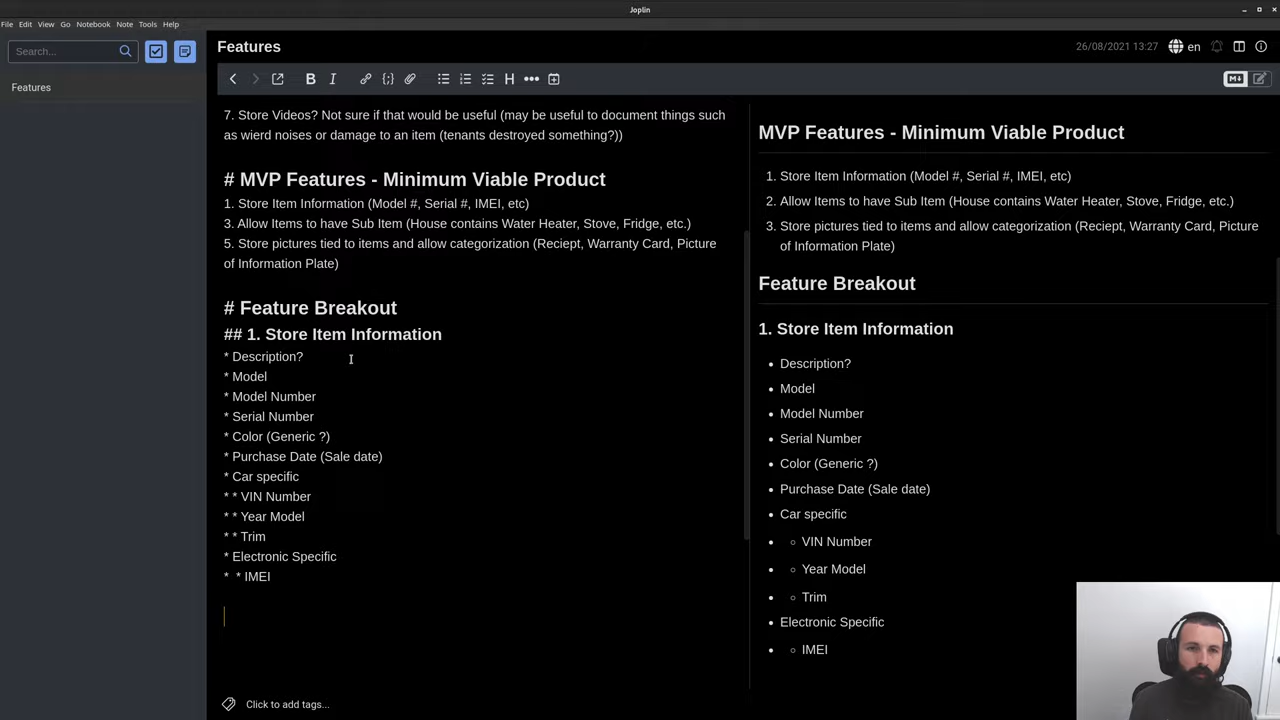 Joplin
File Edit View Go Notebook Note Tools Help
Search...
Features
Features
26/08/2021 13:27
en
B I H
M
7. Store Videos? Not sure if that would be useful (may be useful to document things such
as wierd noises or damage to an item (tenants destroyed something?))
# MVP Features - Minimum Viable Product
1. Store Item Information (Model #, Serial #, IMEI, etc)
3. Allow Items to have Sub Item (House contains Water Heater, Stove, Fridge, etc.)
5. Store pictures tied to items and allow categorization (Reciept, Warranty Card, Picture
of Information Plate)
# Feature Breakout
## 1. Store Item Information
* Description?
* Model
* Model Number
* Serial Number
* Color (Generic ?)
* Purchase Date (Sale date)
* Car specific
* * VIN Number
* * Year Model
* * Trim
* Electronic Specific
*  * IMEI
MVP Features - Minimum Viable Product
1. Store Item Information (Model #, Serial #, IMEI, etc)
2. Allow Items to have Sub Item (House contains Water Heater, Stove, Fridge, etc.)
3. Store pictures tied to items and allow categorization (Reciept, Warranty Card, Picture
of Information Plate)
Feature Breakout
1. Store Item Information
• Description?
• Model
• Model Number
• Serial Number
• Color (Generic ?)
• Purchase Date (Sale date)
• Car specific
• ◦ VIN Number
• ◦ Year Model
• ◦ Trim
• Electronic Specific
• ◦ IMEI
Click to add tags...